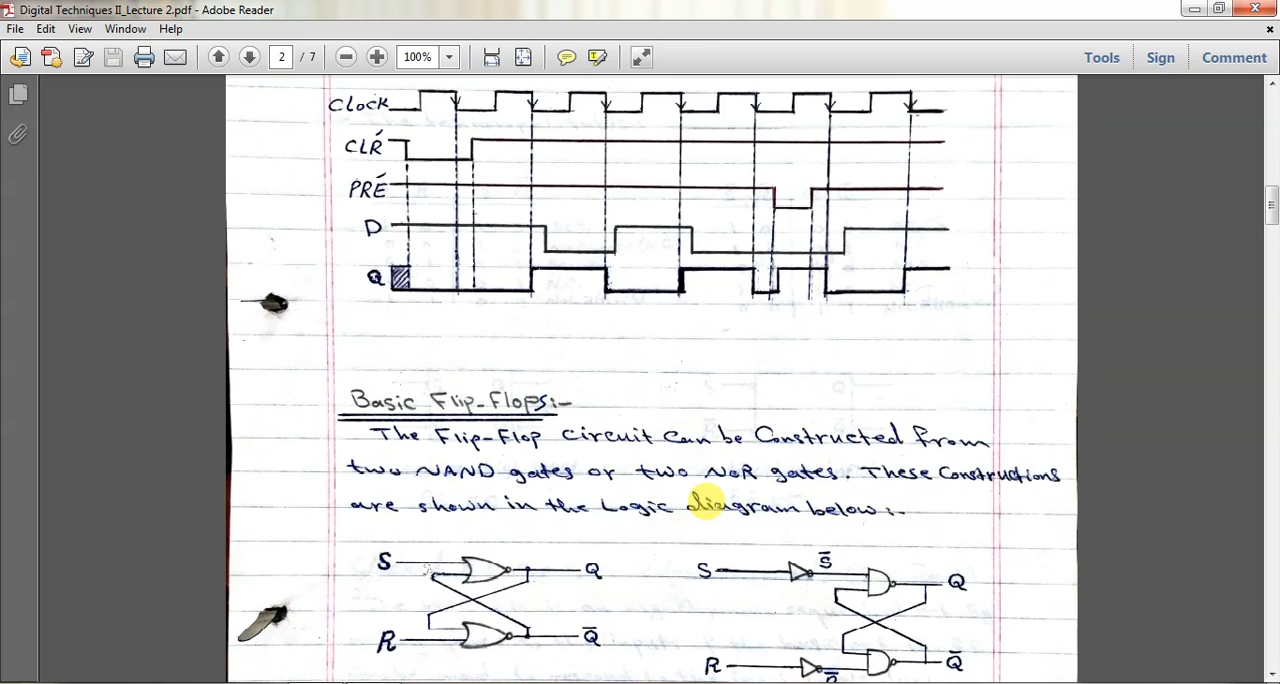 Digital Techniques II_Lecture 2.pdf - Adobe Reader
File Edit View Window Help
2 / 7 100% Tools Sign Comment
Clock
CLR'
PRE'
D
Q
Basic Flip-Flops:-
The Flip-Flop circuit can be Constructed from
two NAND gates or two NOR gates. These Constructions
are shown in the Logic diagram below:-
S Q S S̅ Q
R Q̅ R R̅ Q̅